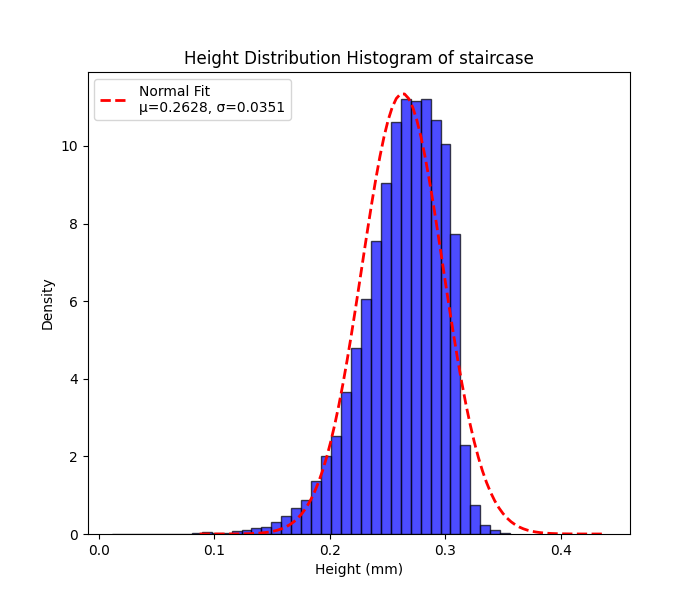 Height Distribution Histogram of staircase
Normal Fit
μ=0.2628, σ=0.0351
10
8
6
4
2
0
Density
0.0 0.1 0.2 0.3 0.4
Height (mm)